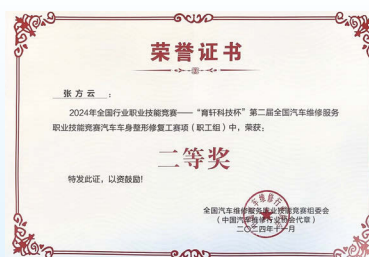 荣誉证书
张方云：
2024年全国行业职业技能竞赛——“育轩科技杯”第二届全国汽车维修服务
职业技能竞赛汽车车身整形修复工赛项（职工组）中，荣获：
二等奖
特发此证，以资鼓励！
全国汽车维修服务职业技能竞赛组委会
（中国汽车维修行业协会代章）
二〇二四年十一月